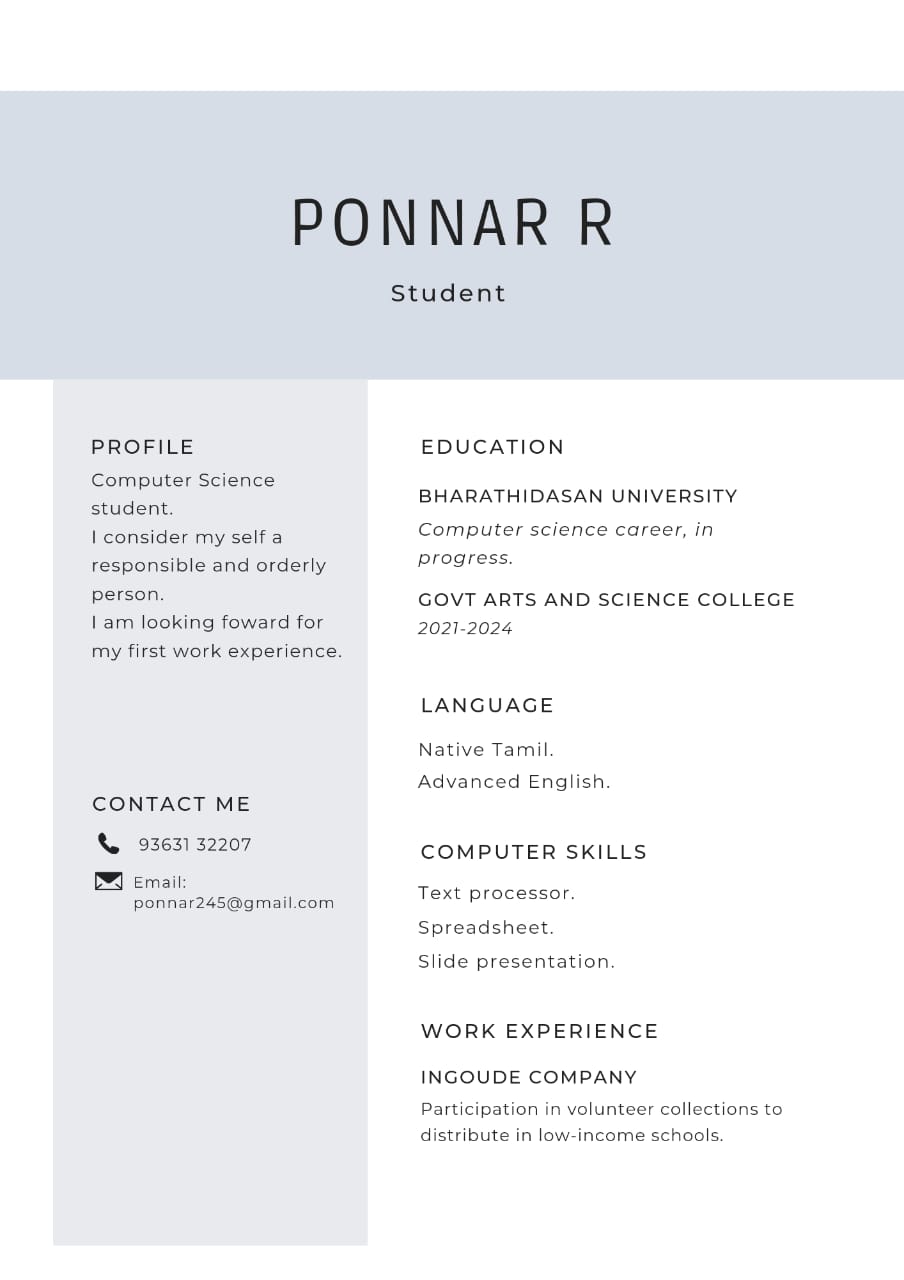 PONNAR R
Student
PROFILE
Computer Science
student.
I consider my self a
responsible and orderly
person.
I am looking foward for
my first work experience.
CONTACT ME
93631 32207
Email:
ponnar245@gmail.com
EDUCATION
BHARATHIDASAN UNIVERSITY
Computer science career, in
progress.
GOVT ARTS AND SCIENCE COLLEGE
2021-2024
LANGUAGE
Native Tamil.
Advanced English.
COMPUTER SKILLS
Text processor.
Spreadsheet.
Slide presentation.
WORK EXPERIENCE
INGOUDE COMPANY
Participation in volunteer collections to
distribute in low-income schools.